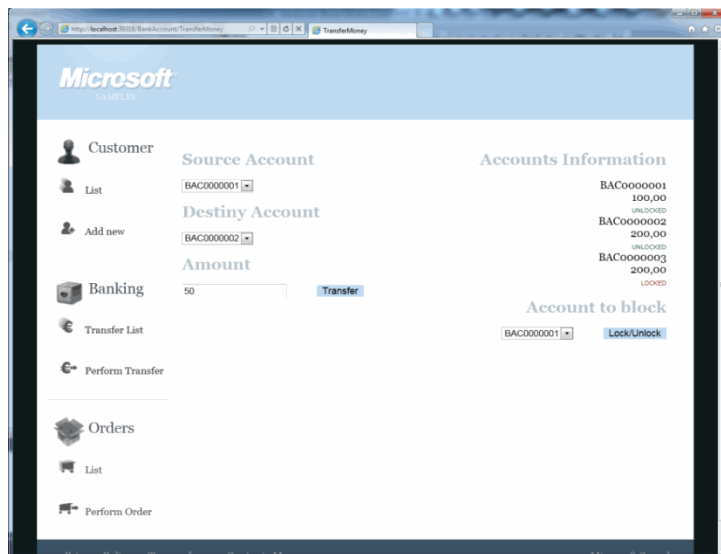 http://localhost:39318/BankAccount/TransferMoney
TransferMoney
Microsoft
SAMPLES
Customer
List
Add new
Banking
Transfer List
Perform Transfer
Orders
List
Perform Order
Source Account
BAC0000001
Destiny Account
BAC0000002
Amount
50 Transfer
Accounts Information
BAC0000001
100,00
UNLOCKED
BAC0000002
200,00
UNLOCKED
BAC0000003
200,00
LOCKED
Account to block
BAC0000001 Lock/Unlock